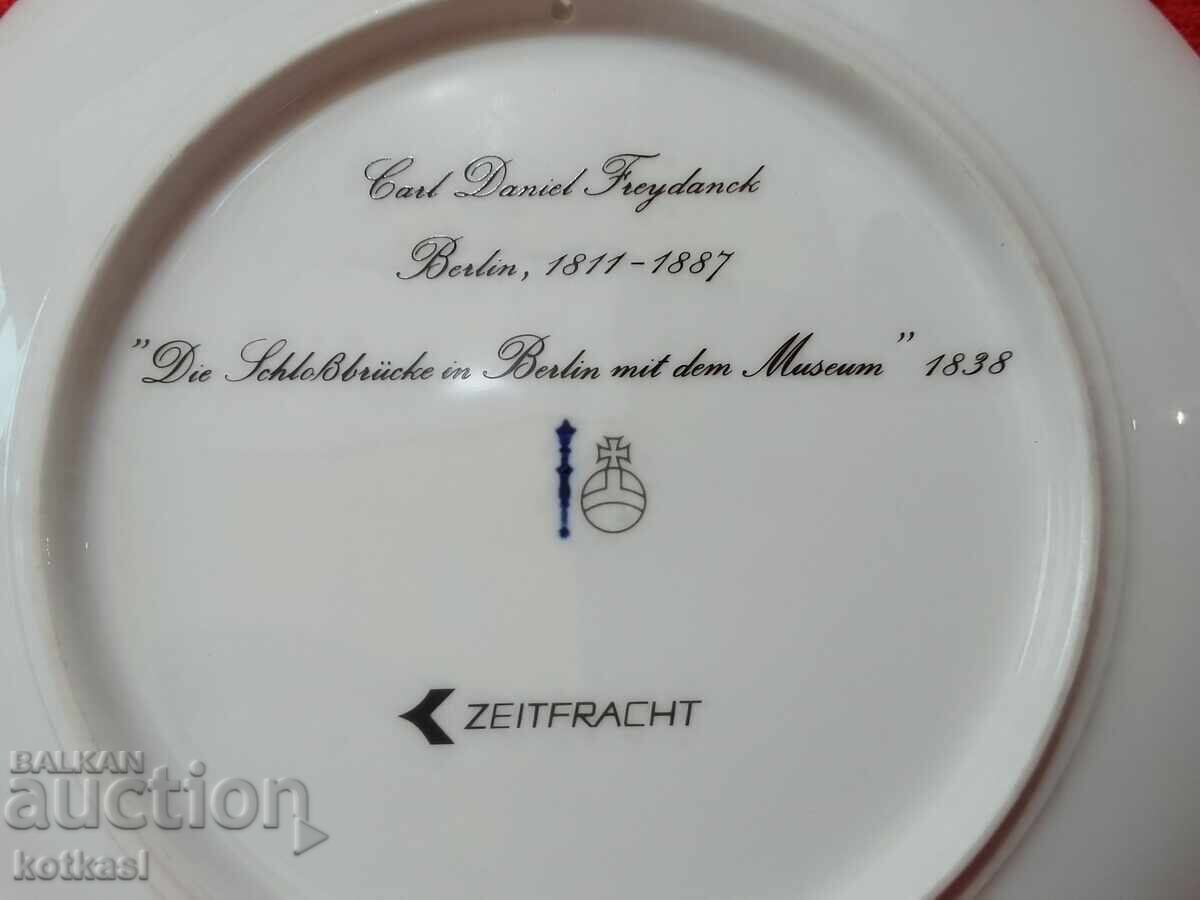 Carl Daniel Freydanck
Berlin, 1811-1887
"Die Schloßbrücke in Berlin mit dem Museum" 1838
ZEITFRACHT
BALKAN
auction
kotkasl